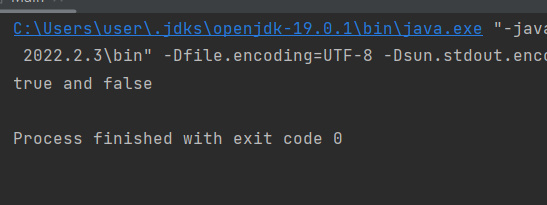 C:\Users\user\.jdks\openjdk-19.0.1\bin\java.exe "-java
2022.2.3\bin" -Dfile.encoding=UTF-8 -Dsun.stdout.enco
true and false
Process finished with exit code 0